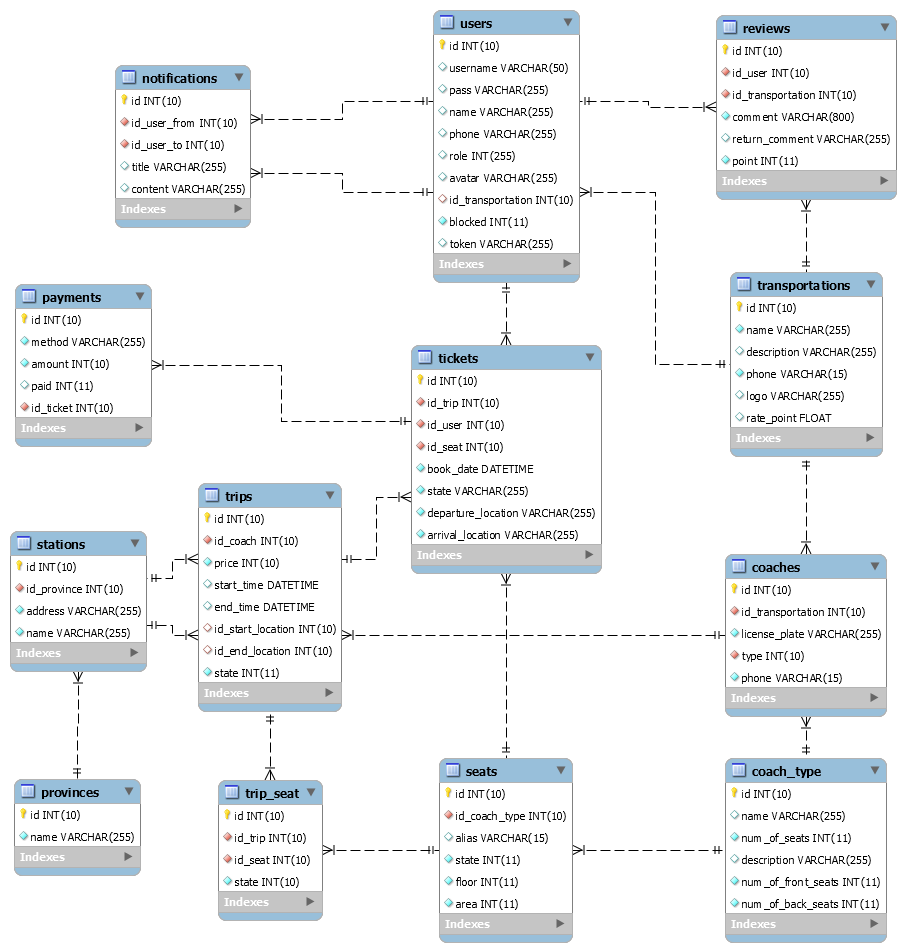 users
id INT(10)
username VARCHAR(50)
pass VARCHAR(255)
name VARCHAR(255)
phone VARCHAR(255)
role INT(255)
avatar VARCHAR(255)
id_transportation INT(10)
blocked INT(11)
token VARCHAR(255)
Indexes
reviews
id INT(10)
id_user INT(10)
id_transportation INT(10)
comment VARCHAR(800)
return_comment VARCHAR(255)
point INT(11)
Indexes
notifications
id INT(10)
id_user_from INT(10)
id_user_to INT(10)
title VARCHAR(255)
content VARCHAR(255)
Indexes
payments
id INT(10)
method VARCHAR(255)
amount INT(10)
paid INT(11)
id_ticket INT(10)
Indexes
transportations
id INT(10)
name VARCHAR(255)
description VARCHAR(255)
phone VARCHAR(15)
logo VARCHAR(255)
rate_point FLOAT
Indexes
tickets
id INT(10)
id_trip INT(10)
id_user INT(10)
id_seat INT(10)
book_date DATETIME
state VARCHAR(255)
departure_location VARCHAR(255)
arrival_location VARCHAR(255)
Indexes
trips
id INT(10)
id_coach INT(10)
price INT(10)
start_time DATETIME
end_time DATETIME
id_start_location INT(10)
id_end_location INT(10)
state INT(11)
Indexes
stations
id INT(10)
id_province INT(10)
address VARCHAR(255)
name VARCHAR(255)
Indexes
coaches
id INT(10)
id_transportation INT(10)
license_plate VARCHAR(255)
type INT(10)
phone VARCHAR(15)
Indexes
provinces
id INT(10)
name VARCHAR(255)
Indexes
trip_seat
id INT(10)
id_trip INT(10)
id_seat INT(10)
state INT(10)
Indexes
seats
id INT(10)
id_coach_type INT(10)
alias VARCHAR(15)
state INT(11)
floor INT(11)
area INT(11)
Indexes
coach_type
id INT(10)
name VARCHAR(255)
num_of_seats INT(11)
description VARCHAR(255)
num_of_front_seats INT(11)
num_of_back_seats INT(11)
Indexes